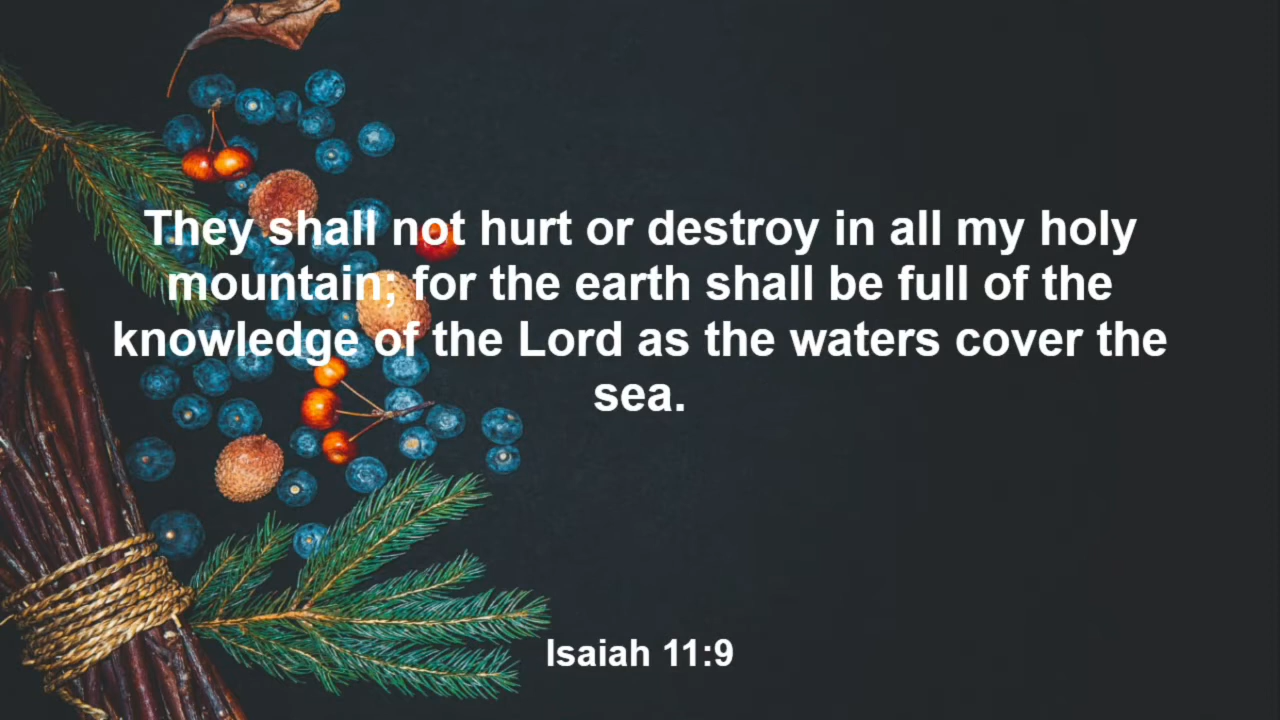 They shall not hurt or destroy in all my holy
mountain; for the earth shall be full of the
knowledge of the Lord as the waters cover the
sea.
Isaiah 11:9